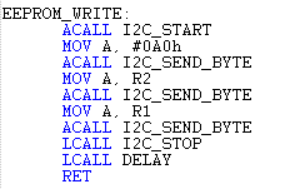 EEPROM_WRITE:
ACALL I2C_START
MOV A, #0A0h
ACALL I2C_SEND_BYTE
MOV A, R2
ACALL I2C_SEND_BYTE
MOV A, R1
ACALL I2C_SEND_BYTE
LCALL I2C_STOP
LCALL DELAY
RET